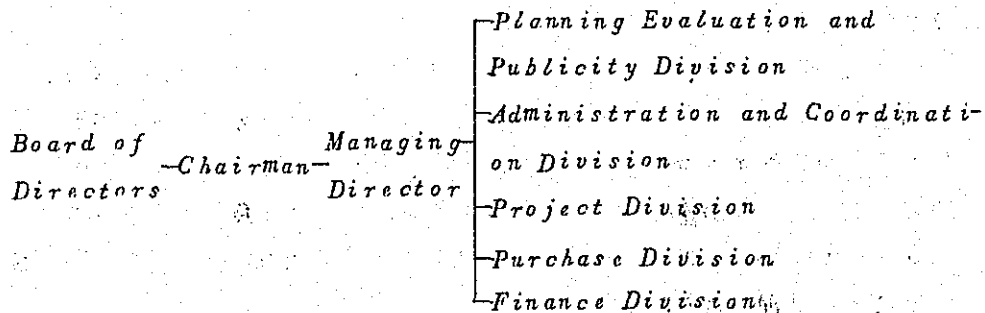 Board of
Directors
Chairman
Managing
Director
Planning Evaluation and
Publicity Division
Administration and Coordinati-
on Division
Project Division
Purchase Division
Finance Division